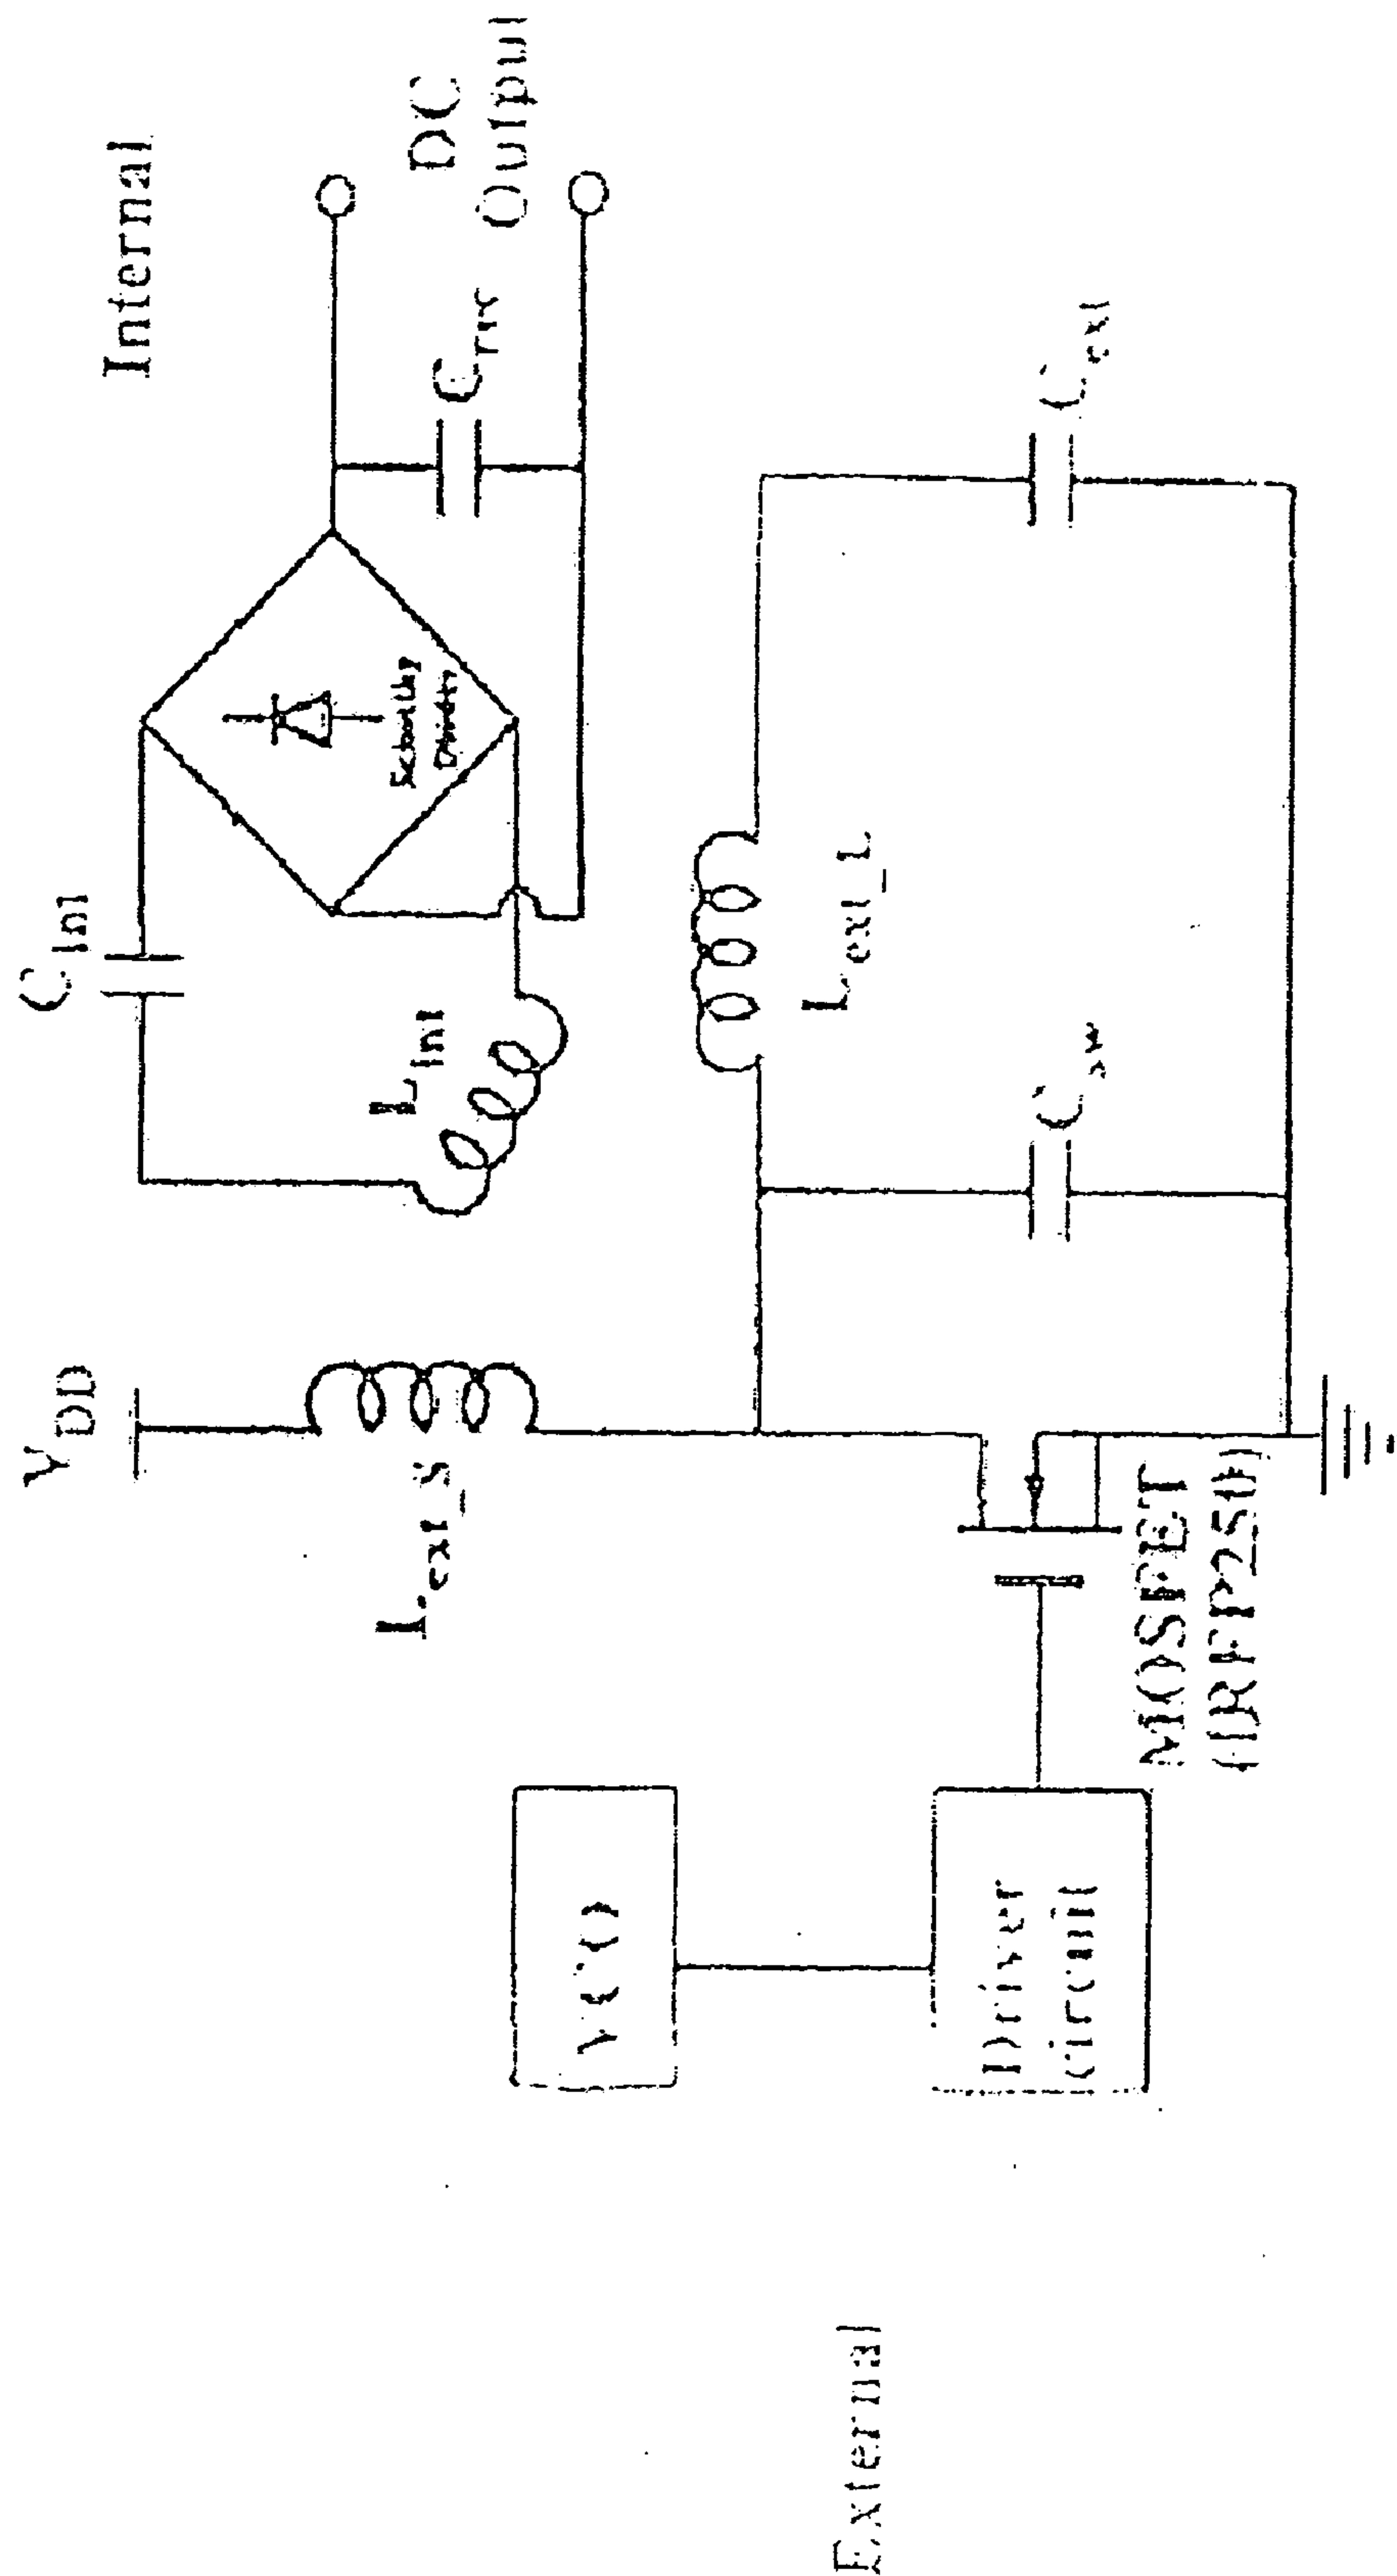 Internal
V_DD
C_int
DC
Output
L_ext_S
L_int
Schottky
Diodes
VCO
L_ext_L
C_sw
C_ext
Driver
circuit
MOSFET
(IRFP250)
External